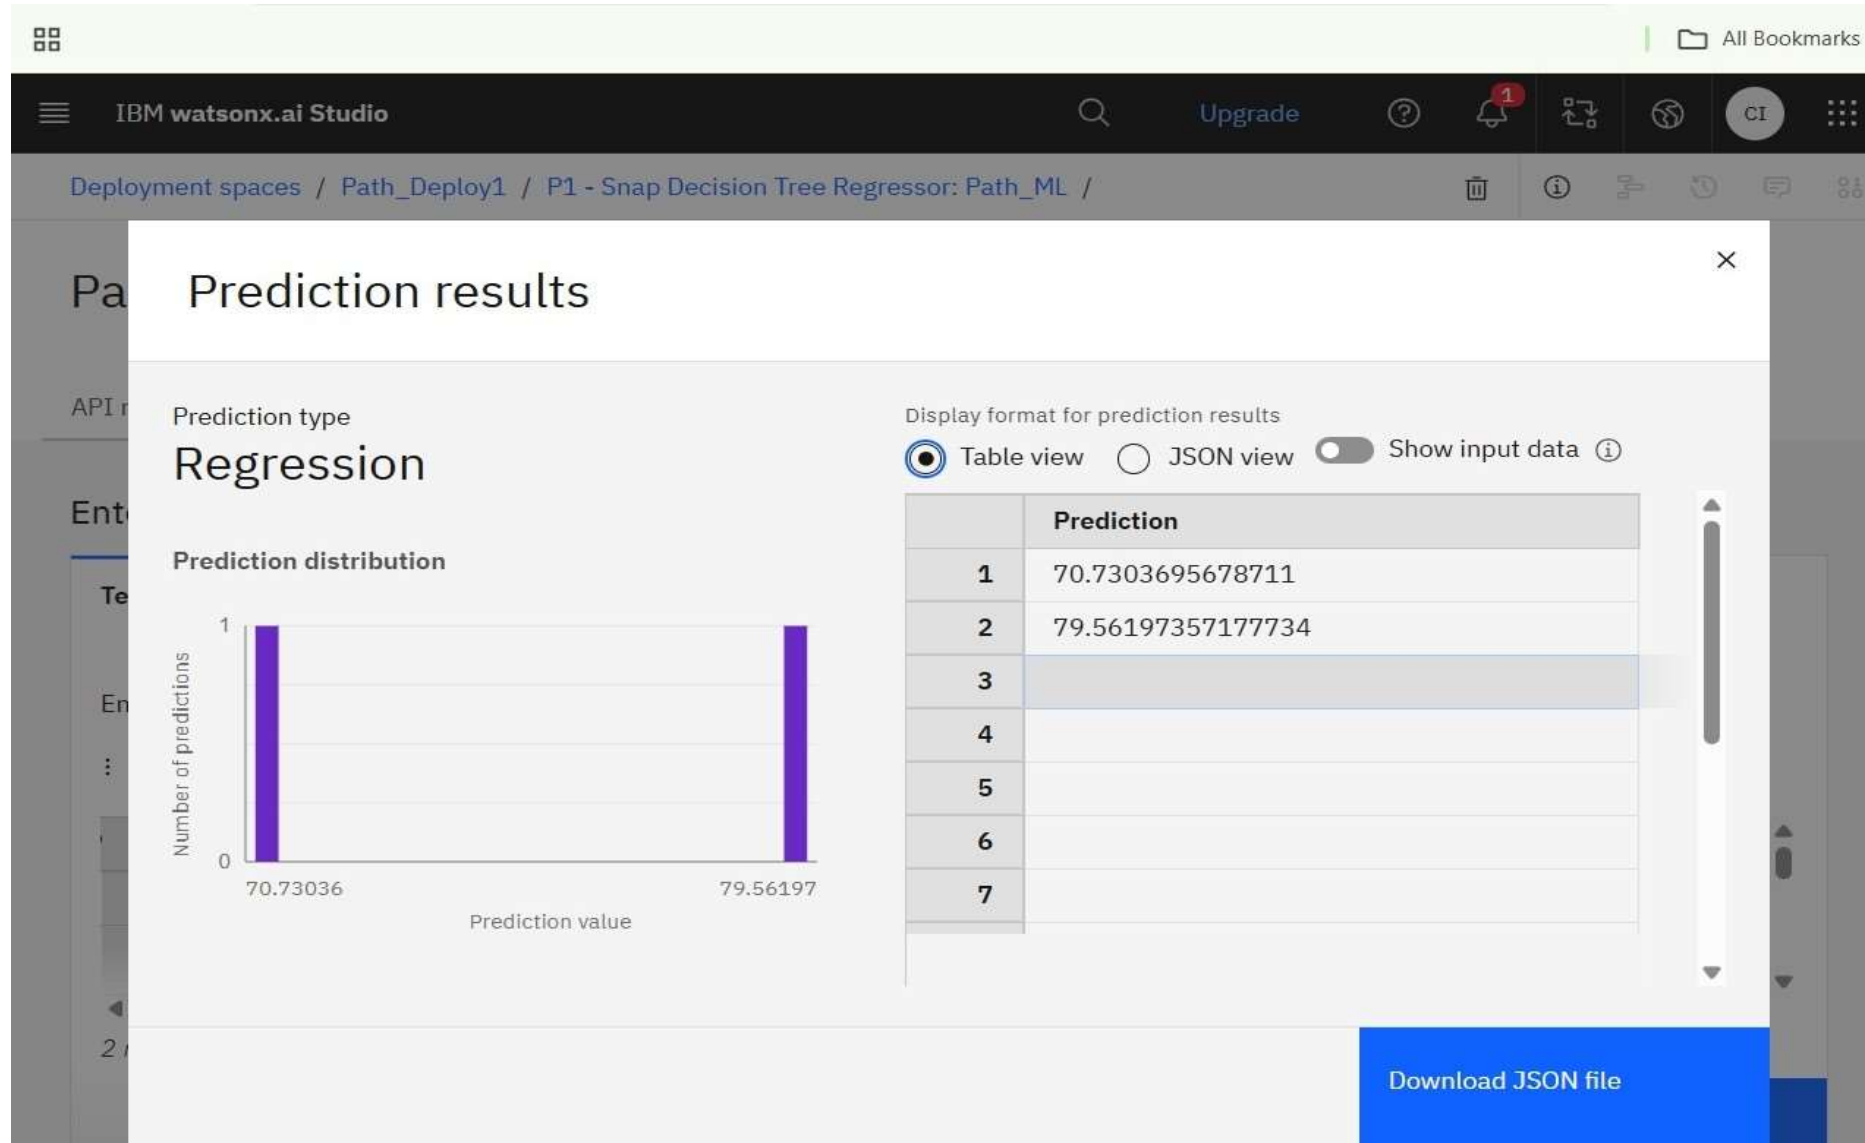 All Bookmarks
IBM watsonx.ai Studio
Upgrade
1
CI
Deployment spaces / Path_Deploy1 / P1 - Snap Decision Tree Regressor: Path_ML /
Pa
Prediction results
API
Prediction type
Regression
Display format for prediction results
Table view
JSON view
Show input data
Ent
Prediction distribution
Te
En
1
0
Number of predictions
70.73036
79.56197
Prediction value
Prediction
1 70.7303695678711
2 79.56197357177734
3
4
5
6
7
2
Download JSON file